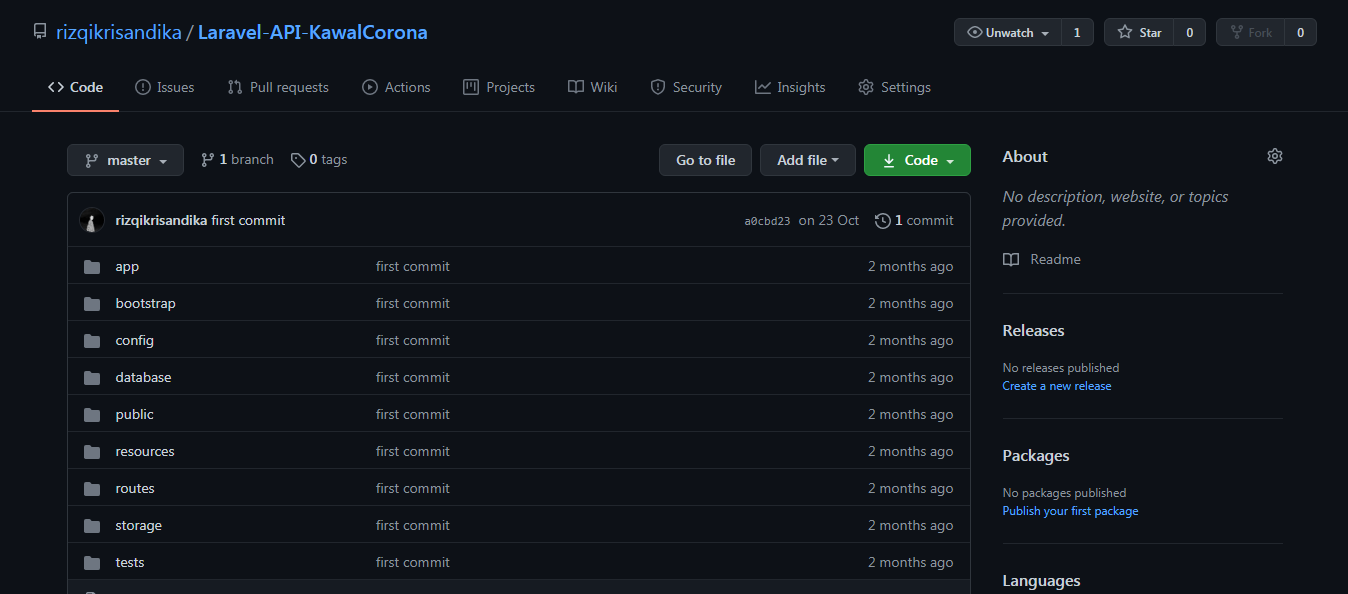 rizqikrisandika / Laravel-API-KawalCorona
Unwatch 1 Star 0 Fork 0
Code Issues Pull requests Actions Projects Wiki Security Insights Settings
master 1 branch 0 tags Go to file Add file Code
rizqikrisandika first commit a0cbd23 on 23 Oct 1 commit
app first commit 2 months ago
bootstrap first commit 2 months ago
config first commit 2 months ago
database first commit 2 months ago
public first commit 2 months ago
resources first commit 2 months ago
routes first commit 2 months ago
storage first commit 2 months ago
tests first commit 2 months ago
About
No description, website, or topics
provided.
Readme
Releases
No releases published
Create a new release
Packages
No packages published
Publish your first package
Languages